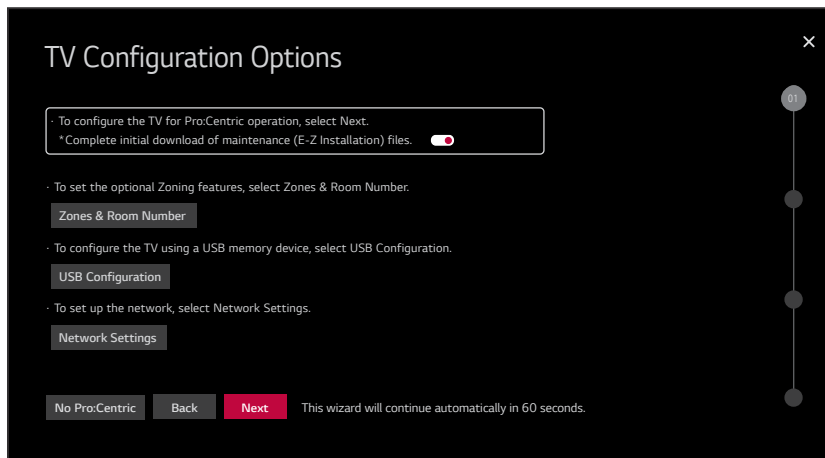 TV Configuration Options
01
· To configure the TV for Pro:Centric operation, select Next.
*Complete initial download of maintenance (E-Z Installation) files.
· To set the optional Zoning features, select Zones & Room Number.
Zones & Room Number
· To configure the TV using a USB memory device, select USB Configuration.
USB Configuration
· To set up the network, select Network Settings.
Network Settings
No Pro:Centric Back Next This wizard will continue automatically in 60 seconds.